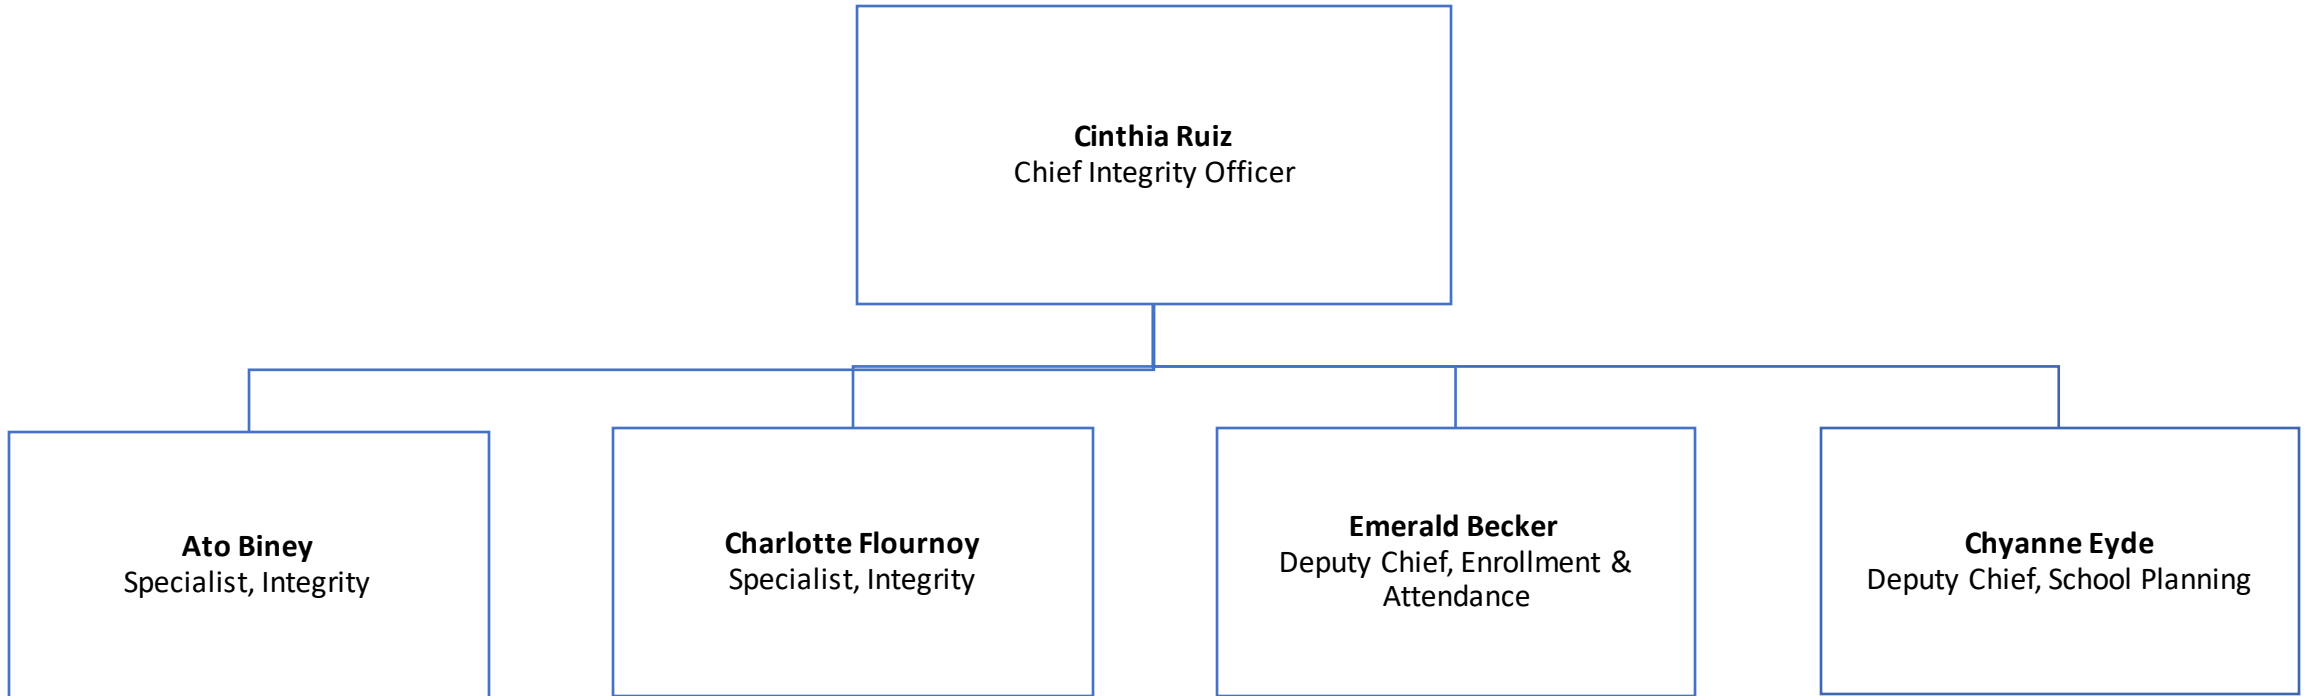 Cinthia Ruiz
Chief Integrity Officer
Ato Biney
Specialist, Integrity
Charlotte Flournoy
Specialist, Integrity
Emerald Becker
Deputy Chief, Enrollment &
Attendance
Chyanne Eyde
Deputy Chief, School Planning